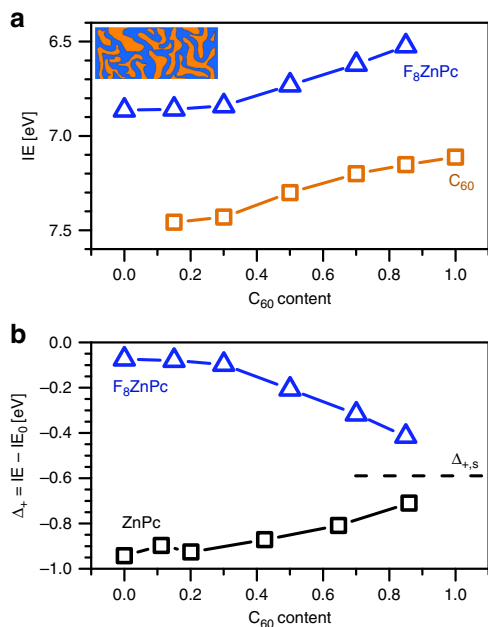 a
6.5
7.0
7.5
IE [eV]
F₈ZnPc
C₆₀
0.0 0.2 0.4 0.6 0.8 1.0
C₆₀ content
b
0.0
−0.2
−0.4
−0.6
−0.8
−1.0
Δ₊ = IE − IE₀ [eV]
F₈ZnPc
Δ₊,ₛ
ZnPc
0.0 0.2 0.4 0.6 0.8 1.0
C₆₀ content